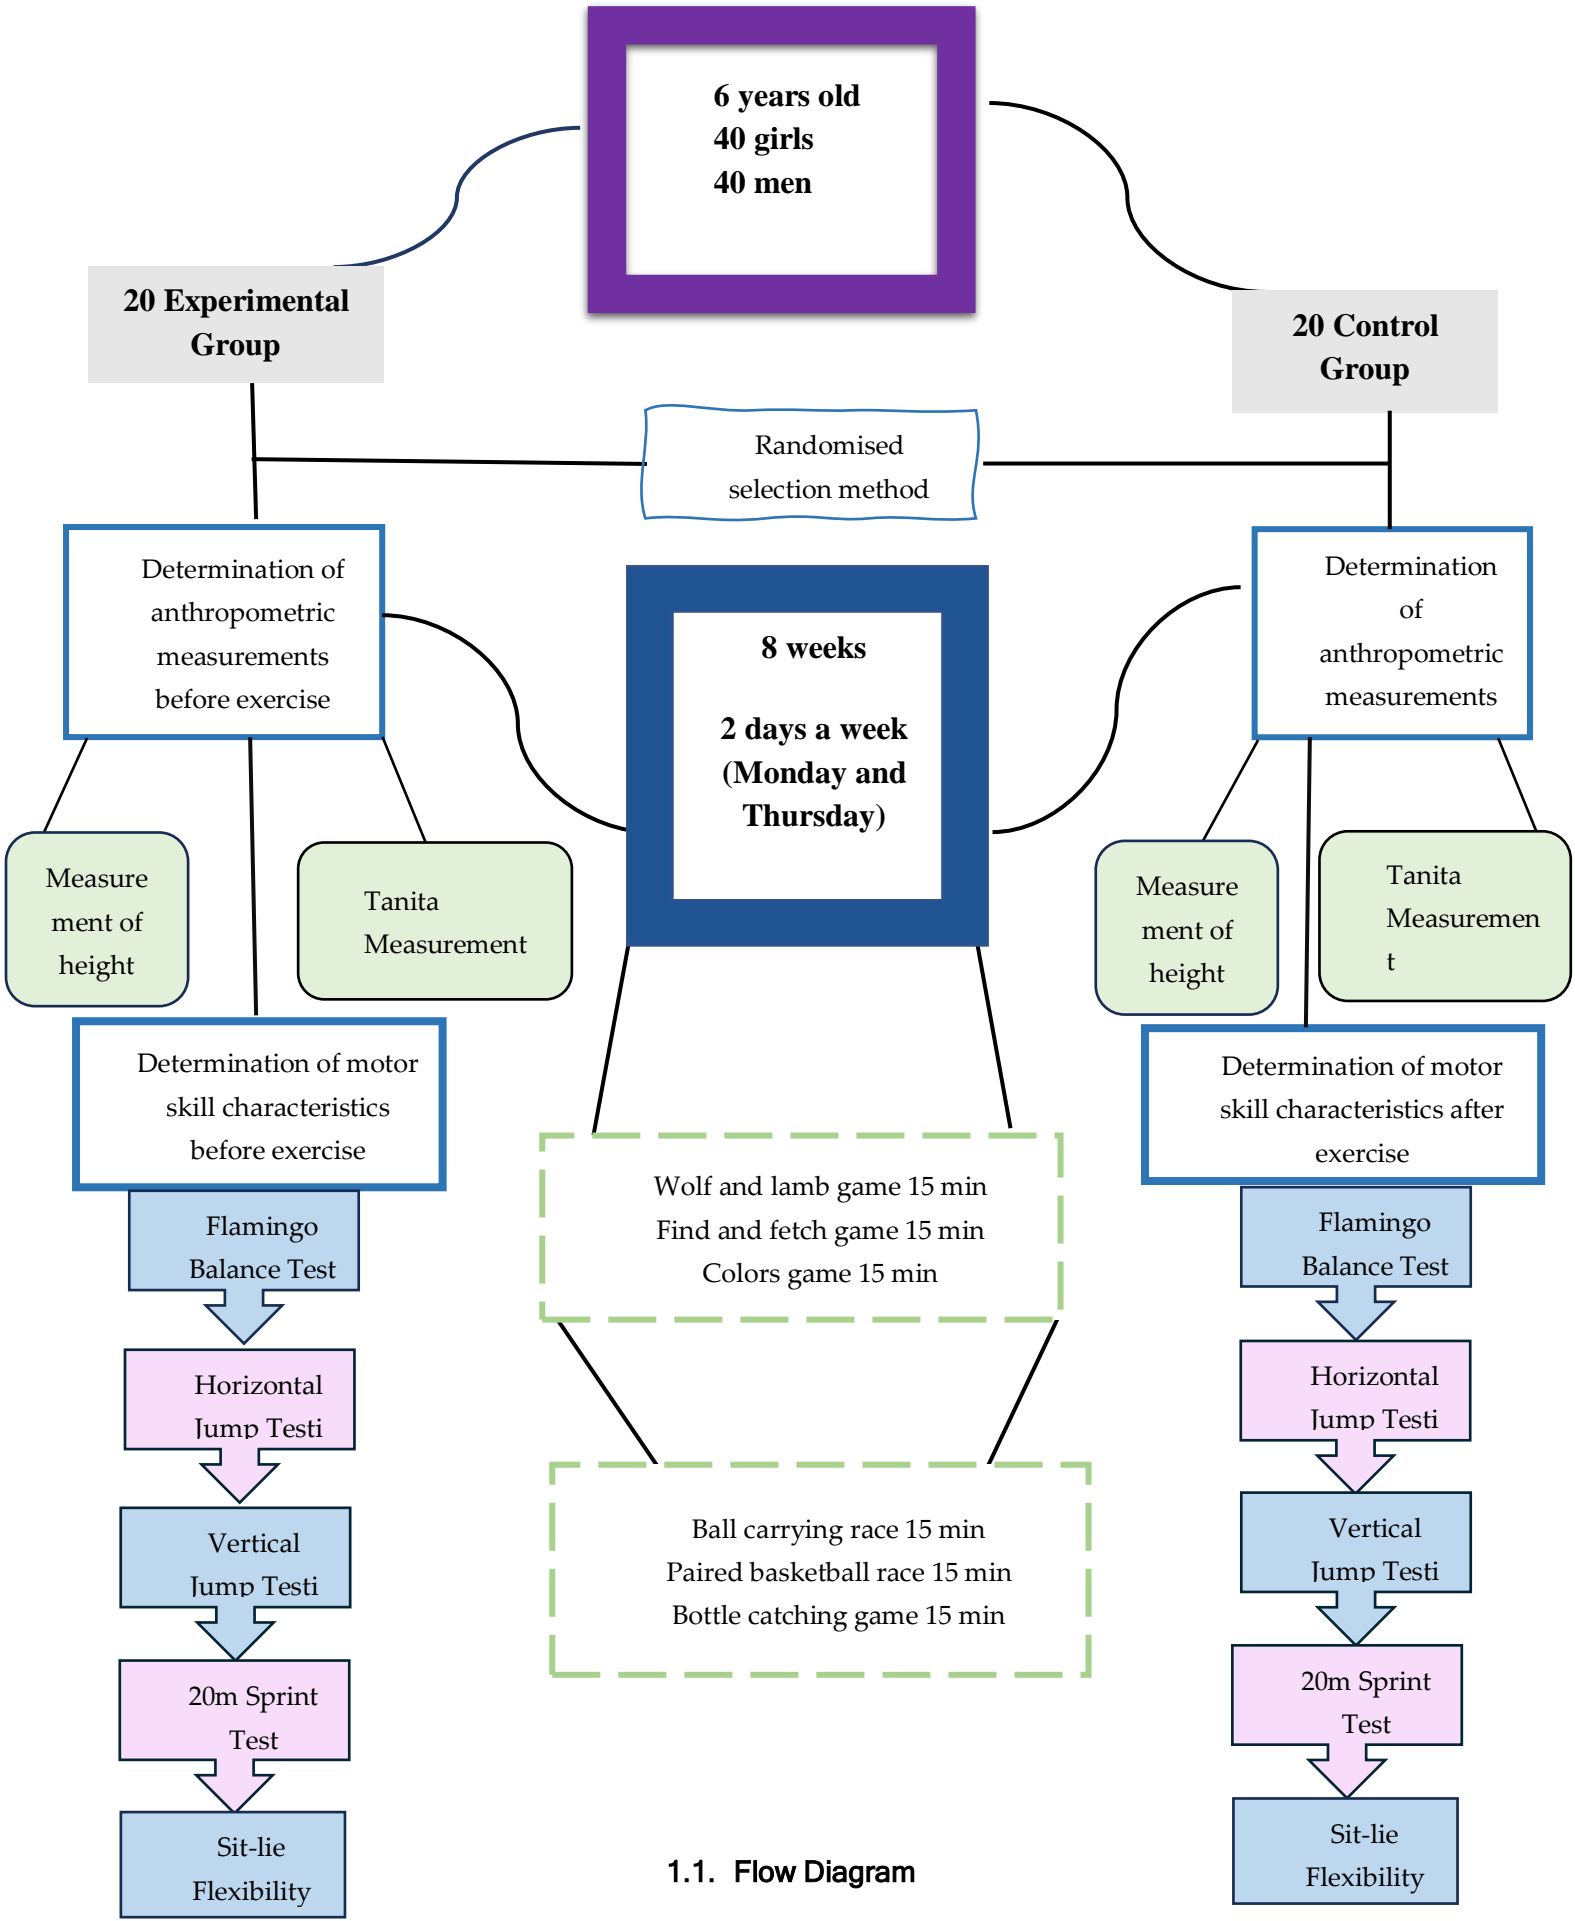 6 years old
40 girls
40 men
20 Experimental
Group
20 Control
Group
Randomised
selection method
Determination of
anthropometric
measurements
before exercise
8 weeks
2 days a week
(Monday and
Thursday)
Determination
of
anthropometric
measurements
Measure
ment of
height
Tanita
Measurement
Measure
ment of
height
Tanita
Measuremen
t
Determination of motor
skill characteristics
before exercise
Determination of motor
skill characteristics after
exercise
Wolf and lamb game 15 min
Find and fetch game 15 min
Colors game 15 min
Flamingo
Balance Test
Horizontal
Jump Testi
Vertical
Jump Testi
20m Sprint
Test
Sit-lie
Flexibility
Ball carrying race 15 min
Paired basketball race 15 min
Bottle catching game 15 min
Flamingo
Balance Test
Horizontal
Jump Testi
Vertical
Jump Testi
20m Sprint
Test
Sit-lie
Flexibility
1.1. Flow Diagram